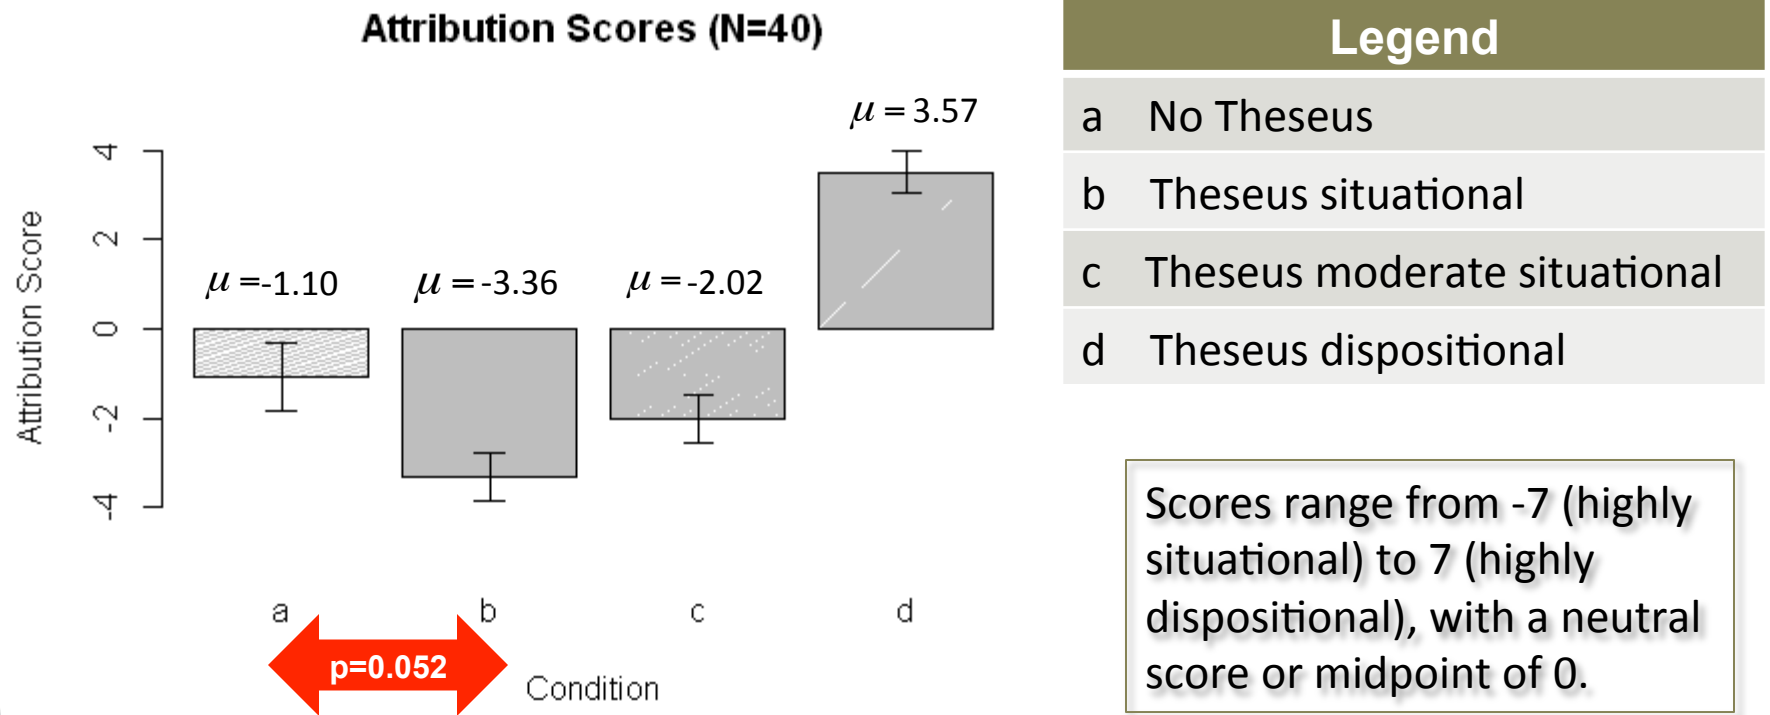 Attribution Scores (N=40)
μ = 3.57
μ =-1.10
μ = -3.36
μ = -2.02
Attribution Score
4
2
0
-2
-4
a
b
c
d
p=0.052
Condition
Legend
a No Theseus
b Theseus situational
c Theseus moderate situational
d Theseus dispositional
Scores range from -7 (highly
situational) to 7 (highly
dispositional), with a neutral
score or midpoint of 0.